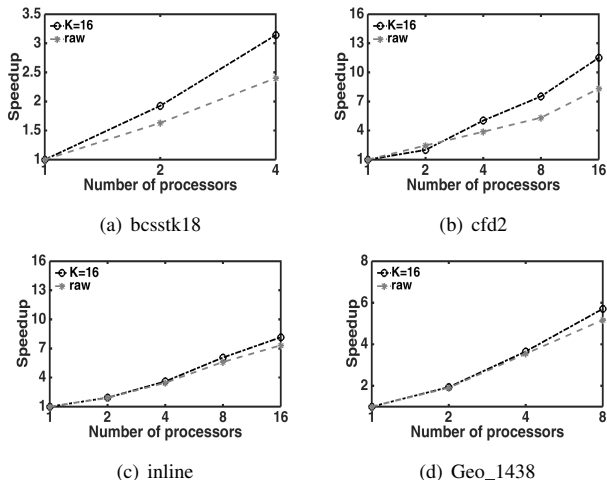 3.5
3
2.5
2
1.5
1
Speedup
K=16
raw
1
2
4
Number of processors
(a) bcsstk18
16
13
10
7
4
1
Speedup
K=16
raw
1
2
4
8
16
Number of processors
(b) cfd2
16
13
10
7
4
1
Speedup
K=16
raw
1
2
4
8
16
Number of processors
(c) inline
8
6
4
2
Speedup
K=16
raw
1
2
4
8
Number of processors
(d) Geo_1438